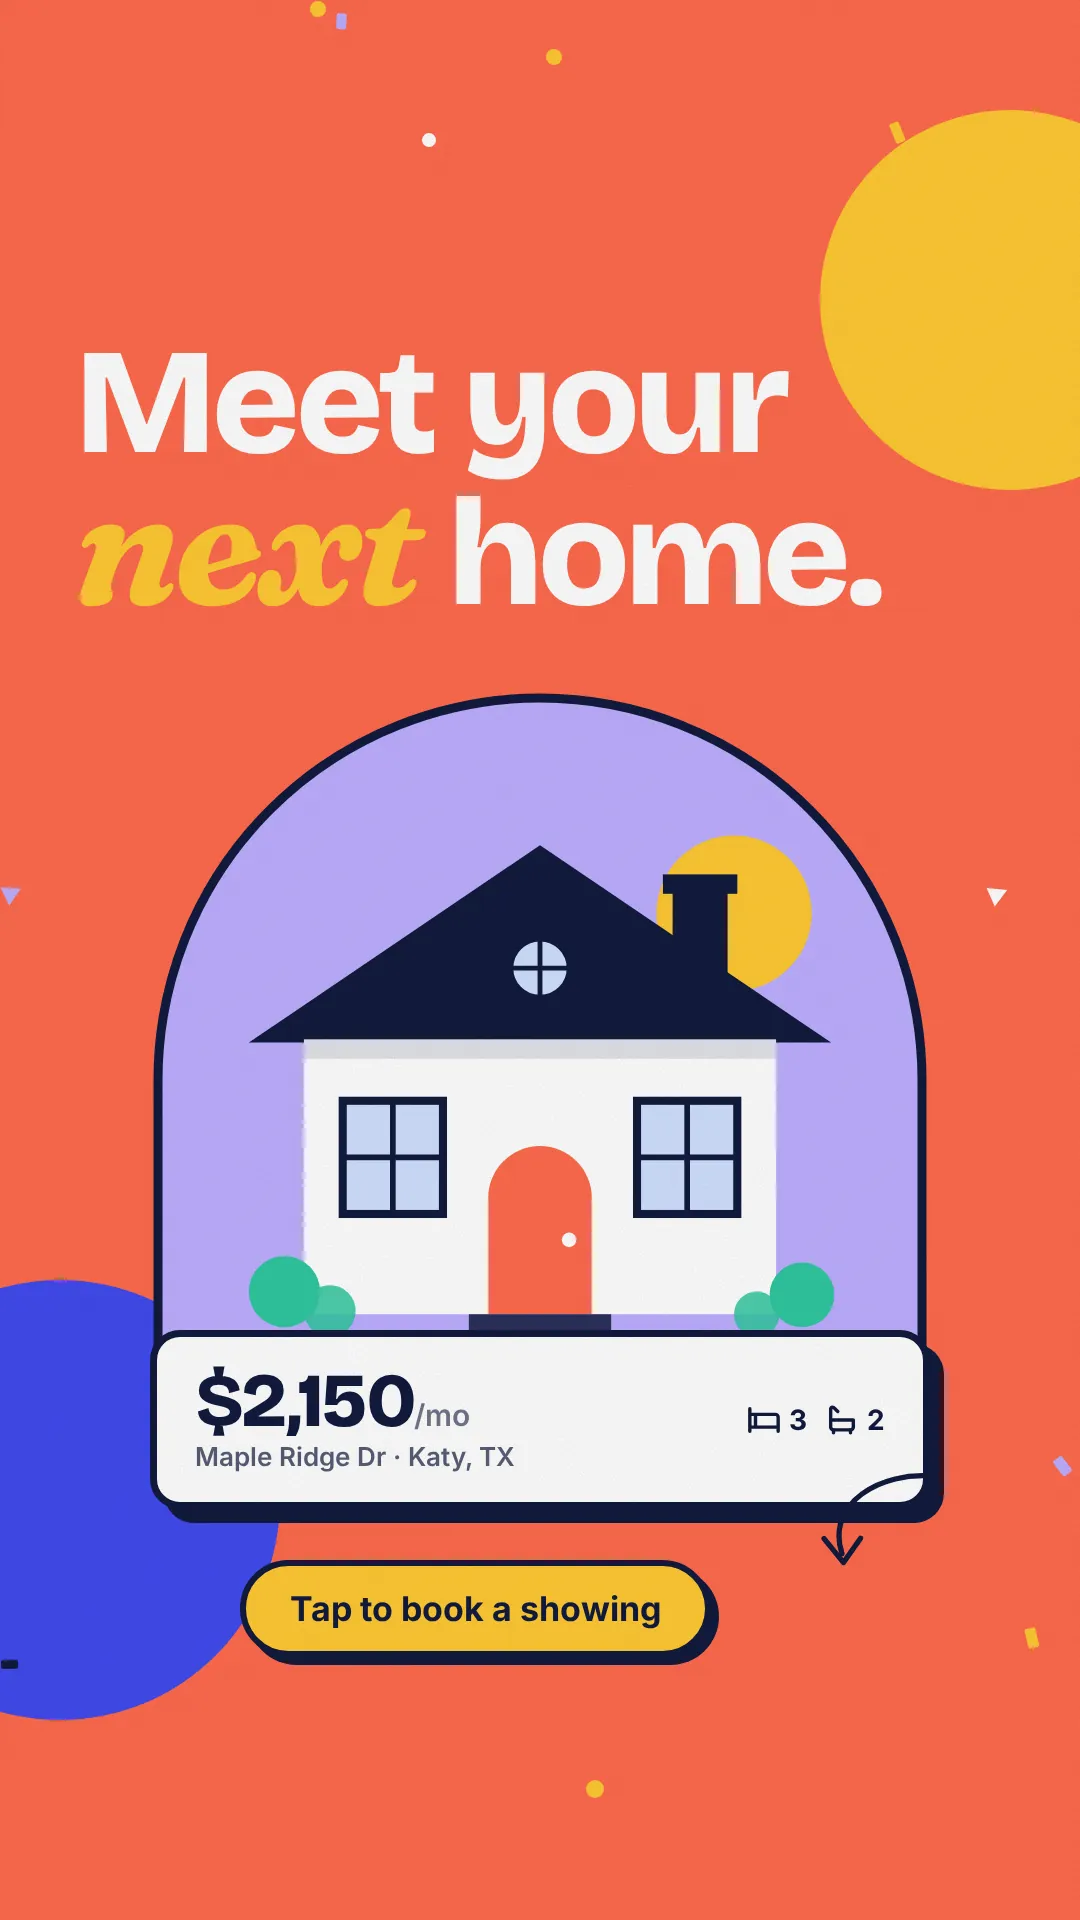 Meet your
next home.
$2,150/mo
3 2
Maple Ridge Dr · Katy, TX
Tap to book a showing